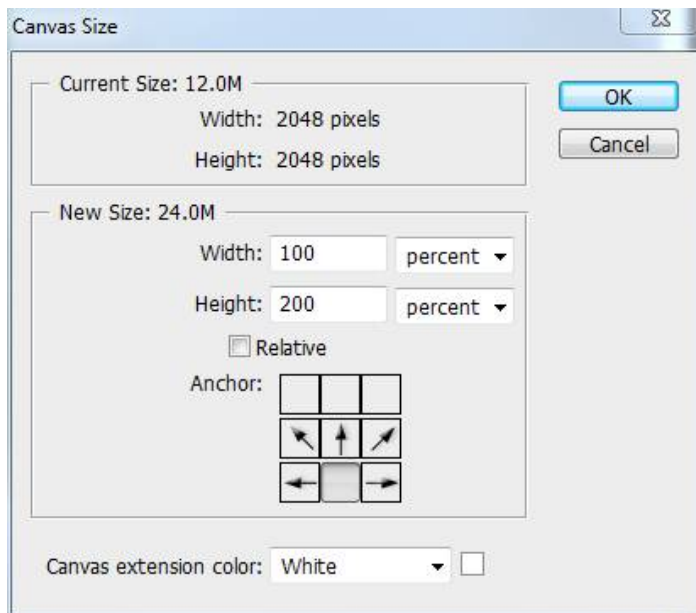 Canvas Size
Current Size: 12.0M
OK
Width: 2048 pixels
Cancel
Height: 2048 pixels
New Size: 24.0M
Width: 100 percent
Height: 200 percent
Relative
Anchor:
Canvas extension color: White